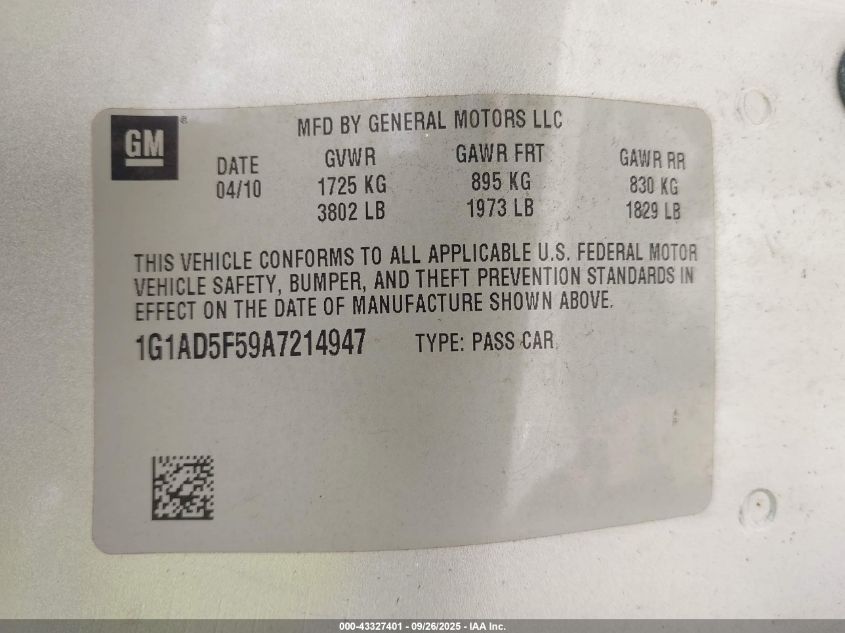 GM®
MFD BY GENERAL MOTORS LLC
DATE GVWR GAWR FRT GAWR RR
04/10 1725 KG 895 KG 830 KG
3802 LB 1973 LB 1829 LB
THIS VEHICLE CONFORMS TO ALL APPLICABLE U.S. FEDERAL MOTOR
VEHICLE SAFETY, BUMPER, AND THEFT PREVENTION STANDARDS IN
EFFECT ON THE DATE OF MANUFACTURE SHOWN ABOVE.
1G1AD5F59A7214947 TYPE: PASS CAR
000-43327401 - 09/26/2025 - IAA Inc.